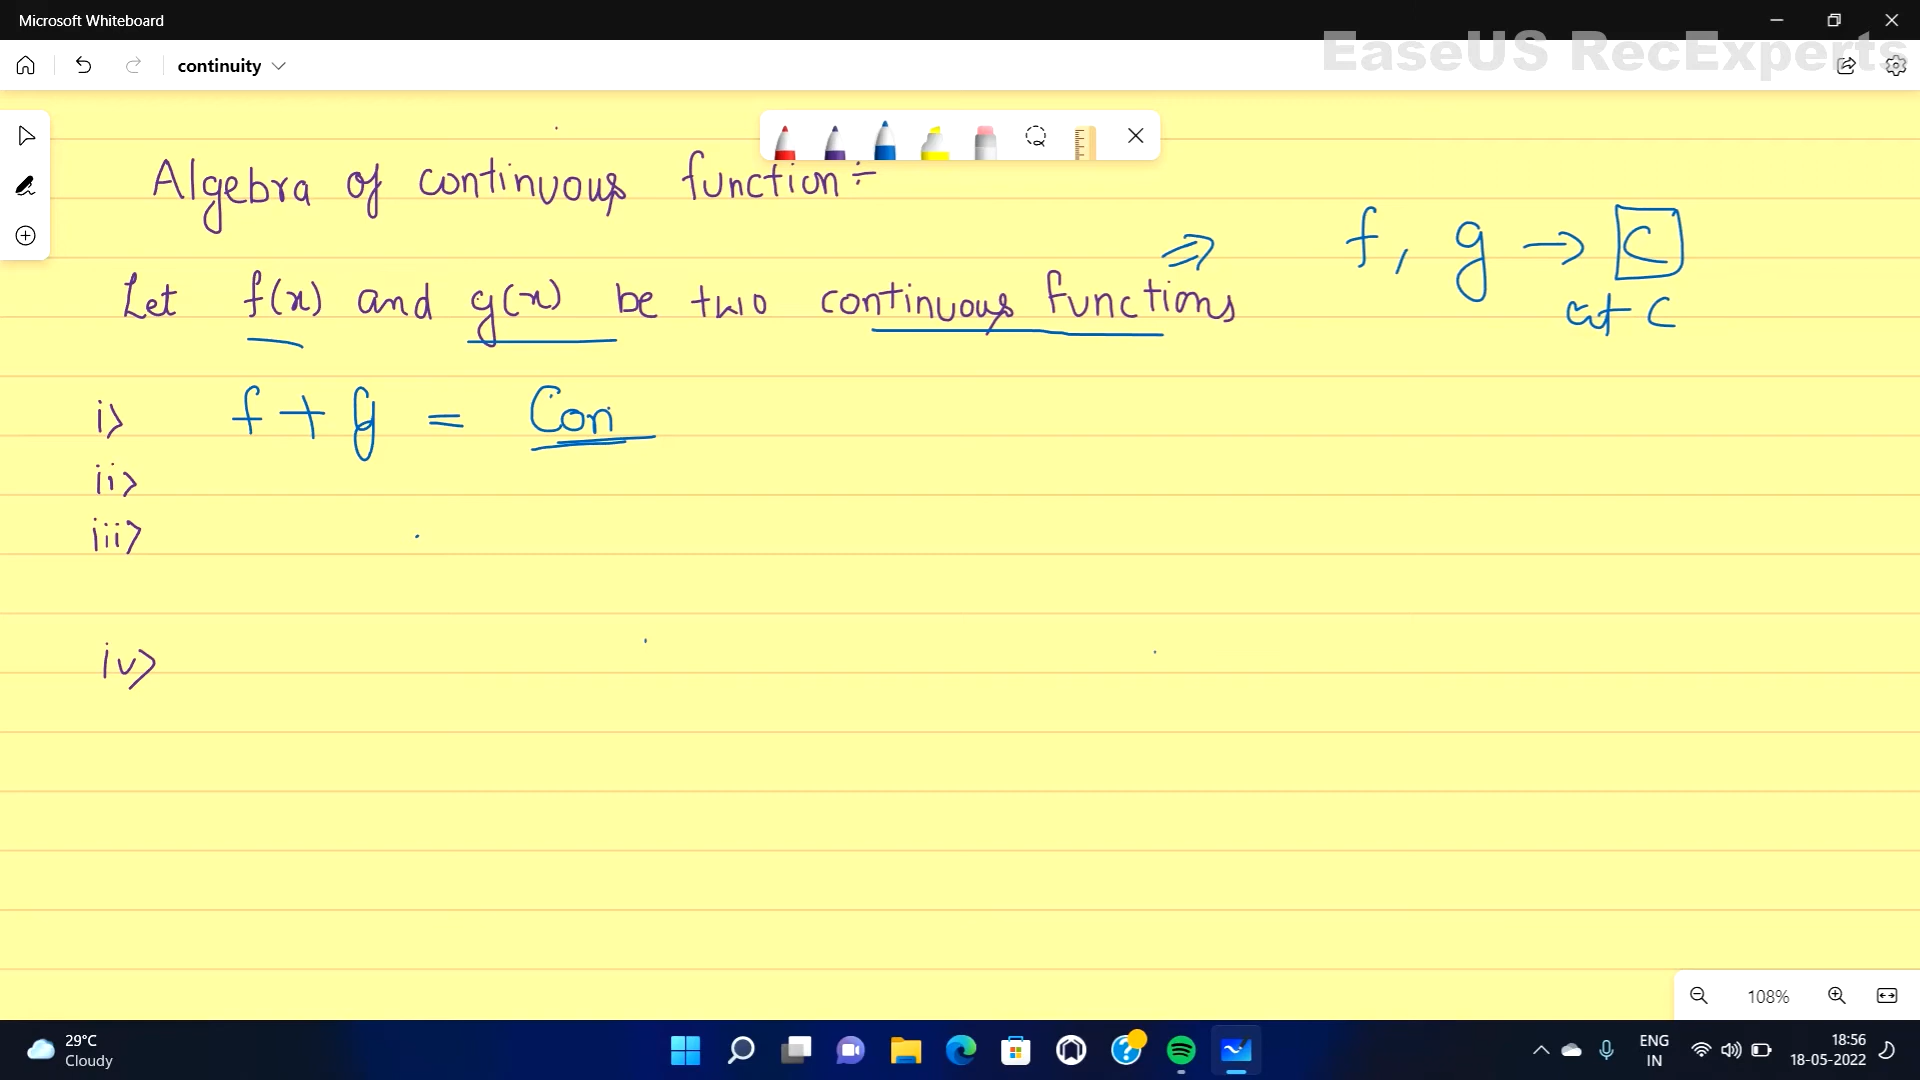 Microsoft Whiteboard
EaseUS RecExperts
continuity
Algebra of continuous function÷
⇒ f, g → C
at C
Let f(x) and g(x) be two continuous functions
i) f + g = Con
ii)
iii)
iv)
108%
29°C
Cloudy
ENG
IN
18:56
18-05-2022